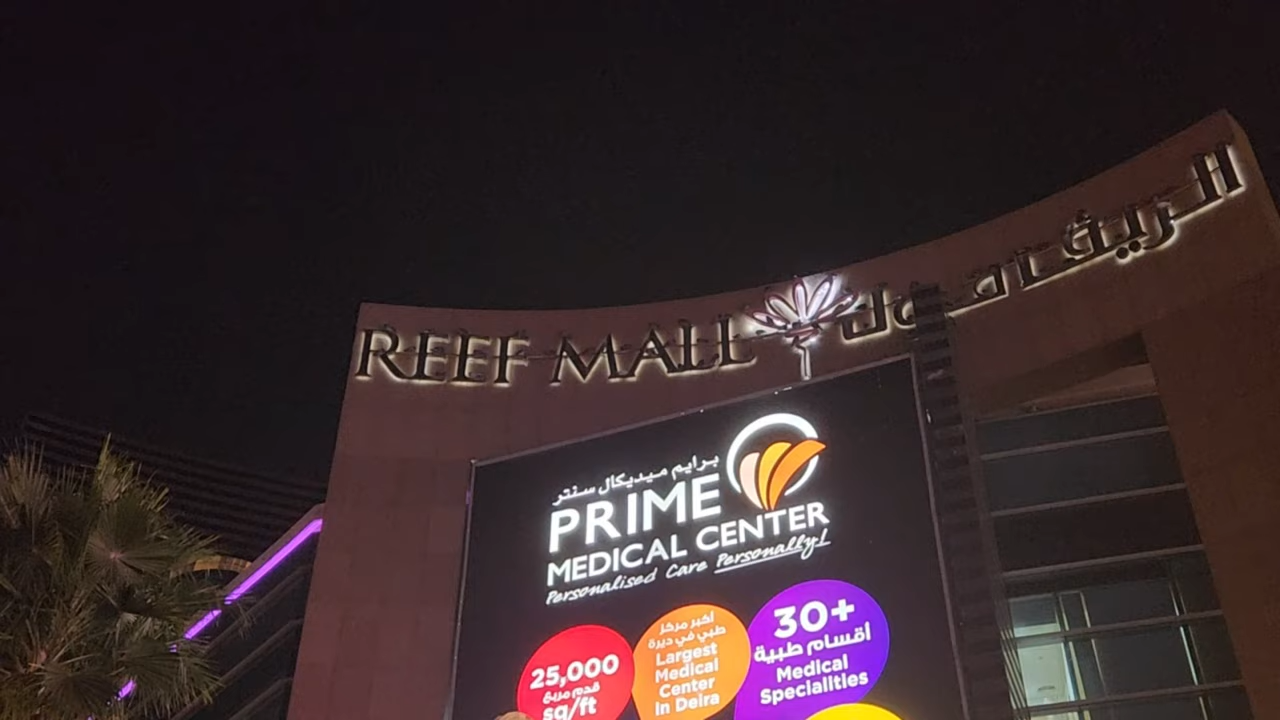 REEF MALL
الريف مول
برايم ميديكال سنتر
PRIME
MEDICAL CENTER
Personalised Care Personally!
25,000
قدم مربع
sq/ft
أكبر مركز
طبي في ديرة
Largest
Medical
Center
In Deira
30+
أقسام طبية
Medical
Specialities